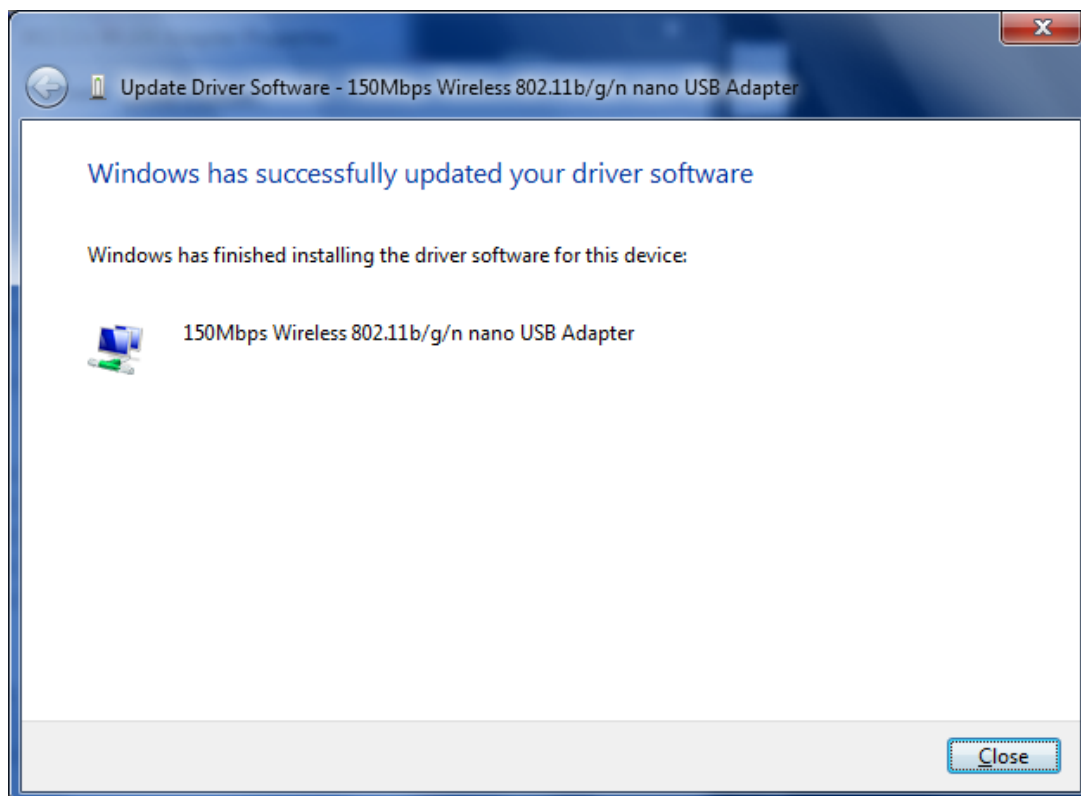 Update Driver Software - 150Mbps Wireless 802.11b/g/n nano USB Adapter
Windows has successfully updated your driver software
Windows has finished installing the driver software for this device:
150Mbps Wireless 802.11b/g/n nano USB Adapter
Close